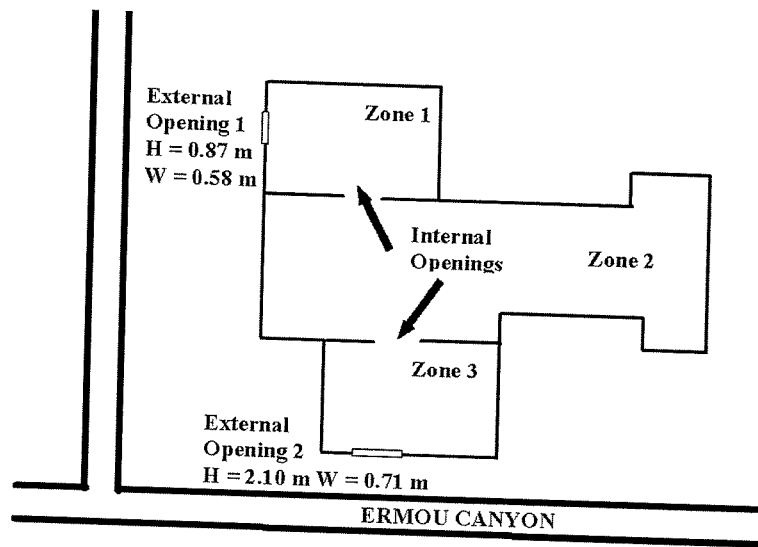 External
Opening 1
H = 0.87 m
W = 0.58 m
Zone 1
Internal
Openings
Zone 2
Zone 3
External
Opening 2
H = 2.10 m W = 0.71 m
ERMOU CANYON